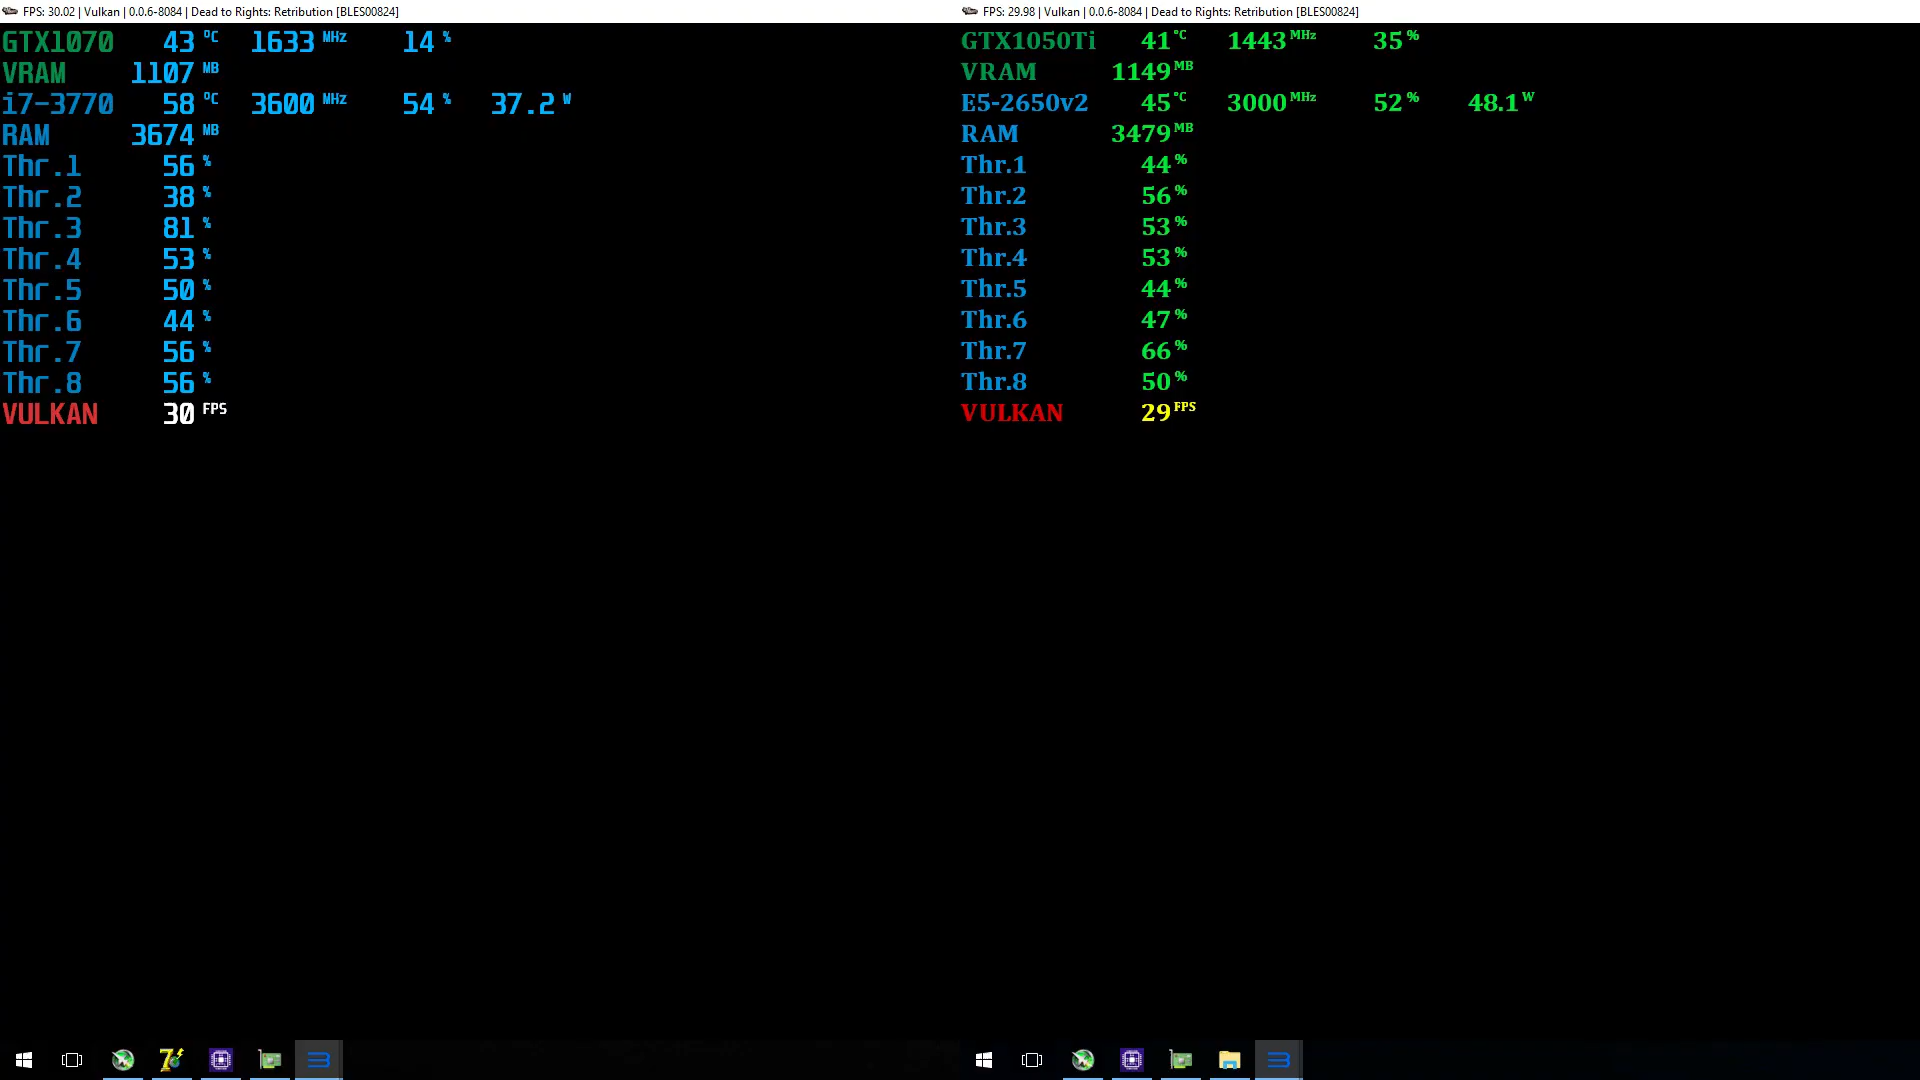 FPS: 30.02 | Vulkan | 0.0.6-8084 | Dead to Rights: Retribution [BLES00824]
GTX1070 43 °C 1633 MHz 14 %
VRAM 1107 MB
i7-3770 58 °C 3600 MHz 54 % 37.2 W
RAM 3674 MB
Thr.1 56 %
Thr.2 38 %
Thr.3 81 %
Thr.4 53 %
Thr.5 50 %
Thr.6 44 %
Thr.7 56 %
Thr.8 56 %
VULKAN 30 FPS
FPS: 29.98 | Vulkan | 0.0.6-8084 | Dead to Rights: Retribution [BLES00824]
GTX1050Ti 41 °C 1443 MHz 35 %
VRAM 1149 MB
E5-2650v2 45 °C 3000 MHz 52 % 48.1 W
RAM 3479 MB
Thr.1 44 %
Thr.2 56 %
Thr.3 53 %
Thr.4 53 %
Thr.5 44 %
Thr.6 47 %
Thr.7 66 %
Thr.8 50 %
VULKAN 29 FPS